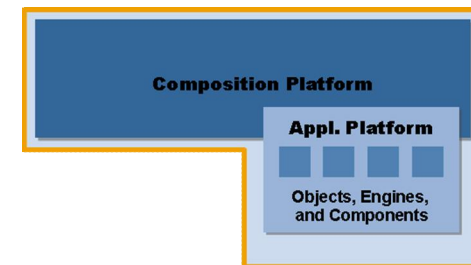 Composition Platform
Appl. Platform
Objects, Engines,
and Components